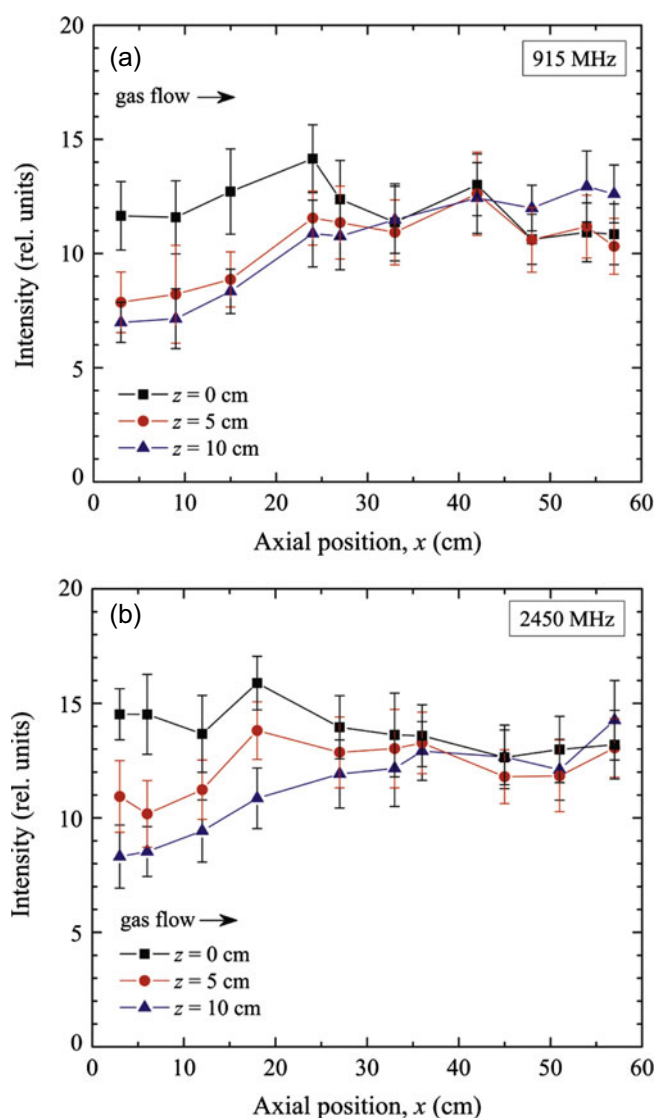 20
(a)
915 MHz
gas flow
15
10
5
0
Intensity (rel. units)
z = 0 cm
z = 5 cm
z = 10 cm
0 10 20 30 40 50 60
Axial position, x (cm)
20
(b)
2450 MHz
15
10
5
0
Intensity (rel. units)
gas flow
z = 0 cm
z = 5 cm
z = 10 cm
0 10 20 30 40 50 60
Axial position, x (cm)